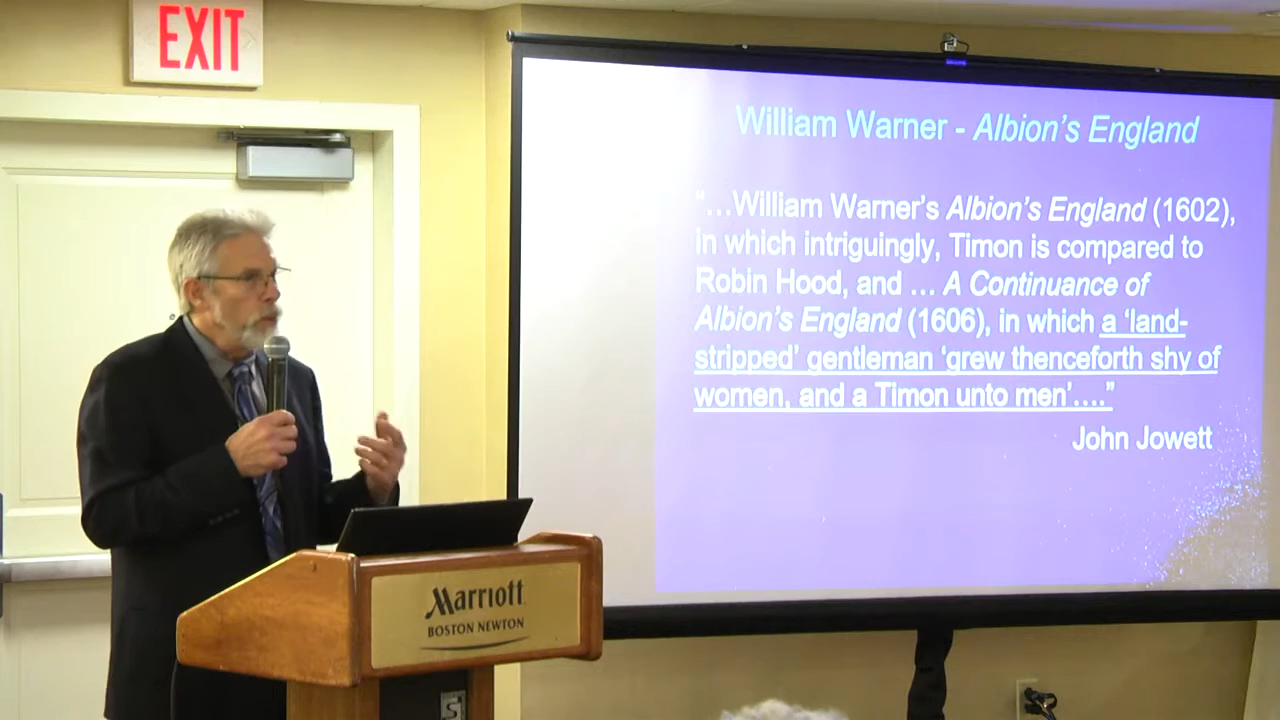 EXIT
William Warner - Albion's England
"…William Warner's Albion's England (1602),
in which intriguingly, Timon is compared to
Robin Hood, and … A Continuance of
Albion's England (1606), in which a 'land-
stripped' gentleman 'grew thenceforth shy of
women, and a Timon unto men'…."
John Jowett
Marriott
BOSTON NEWTON